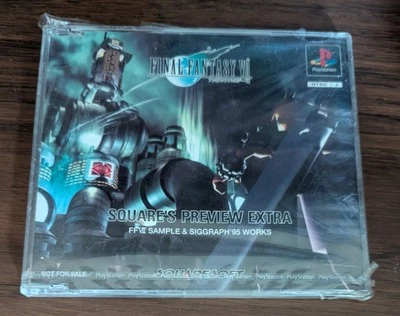 FINAL FANTASY VII
PlayStation
SQUARE'S PREVIEW EXTRA
FFVII SAMPLE & SIGGRAPH'95 WORKS
NOT FOR SALE
SQUARESOFT